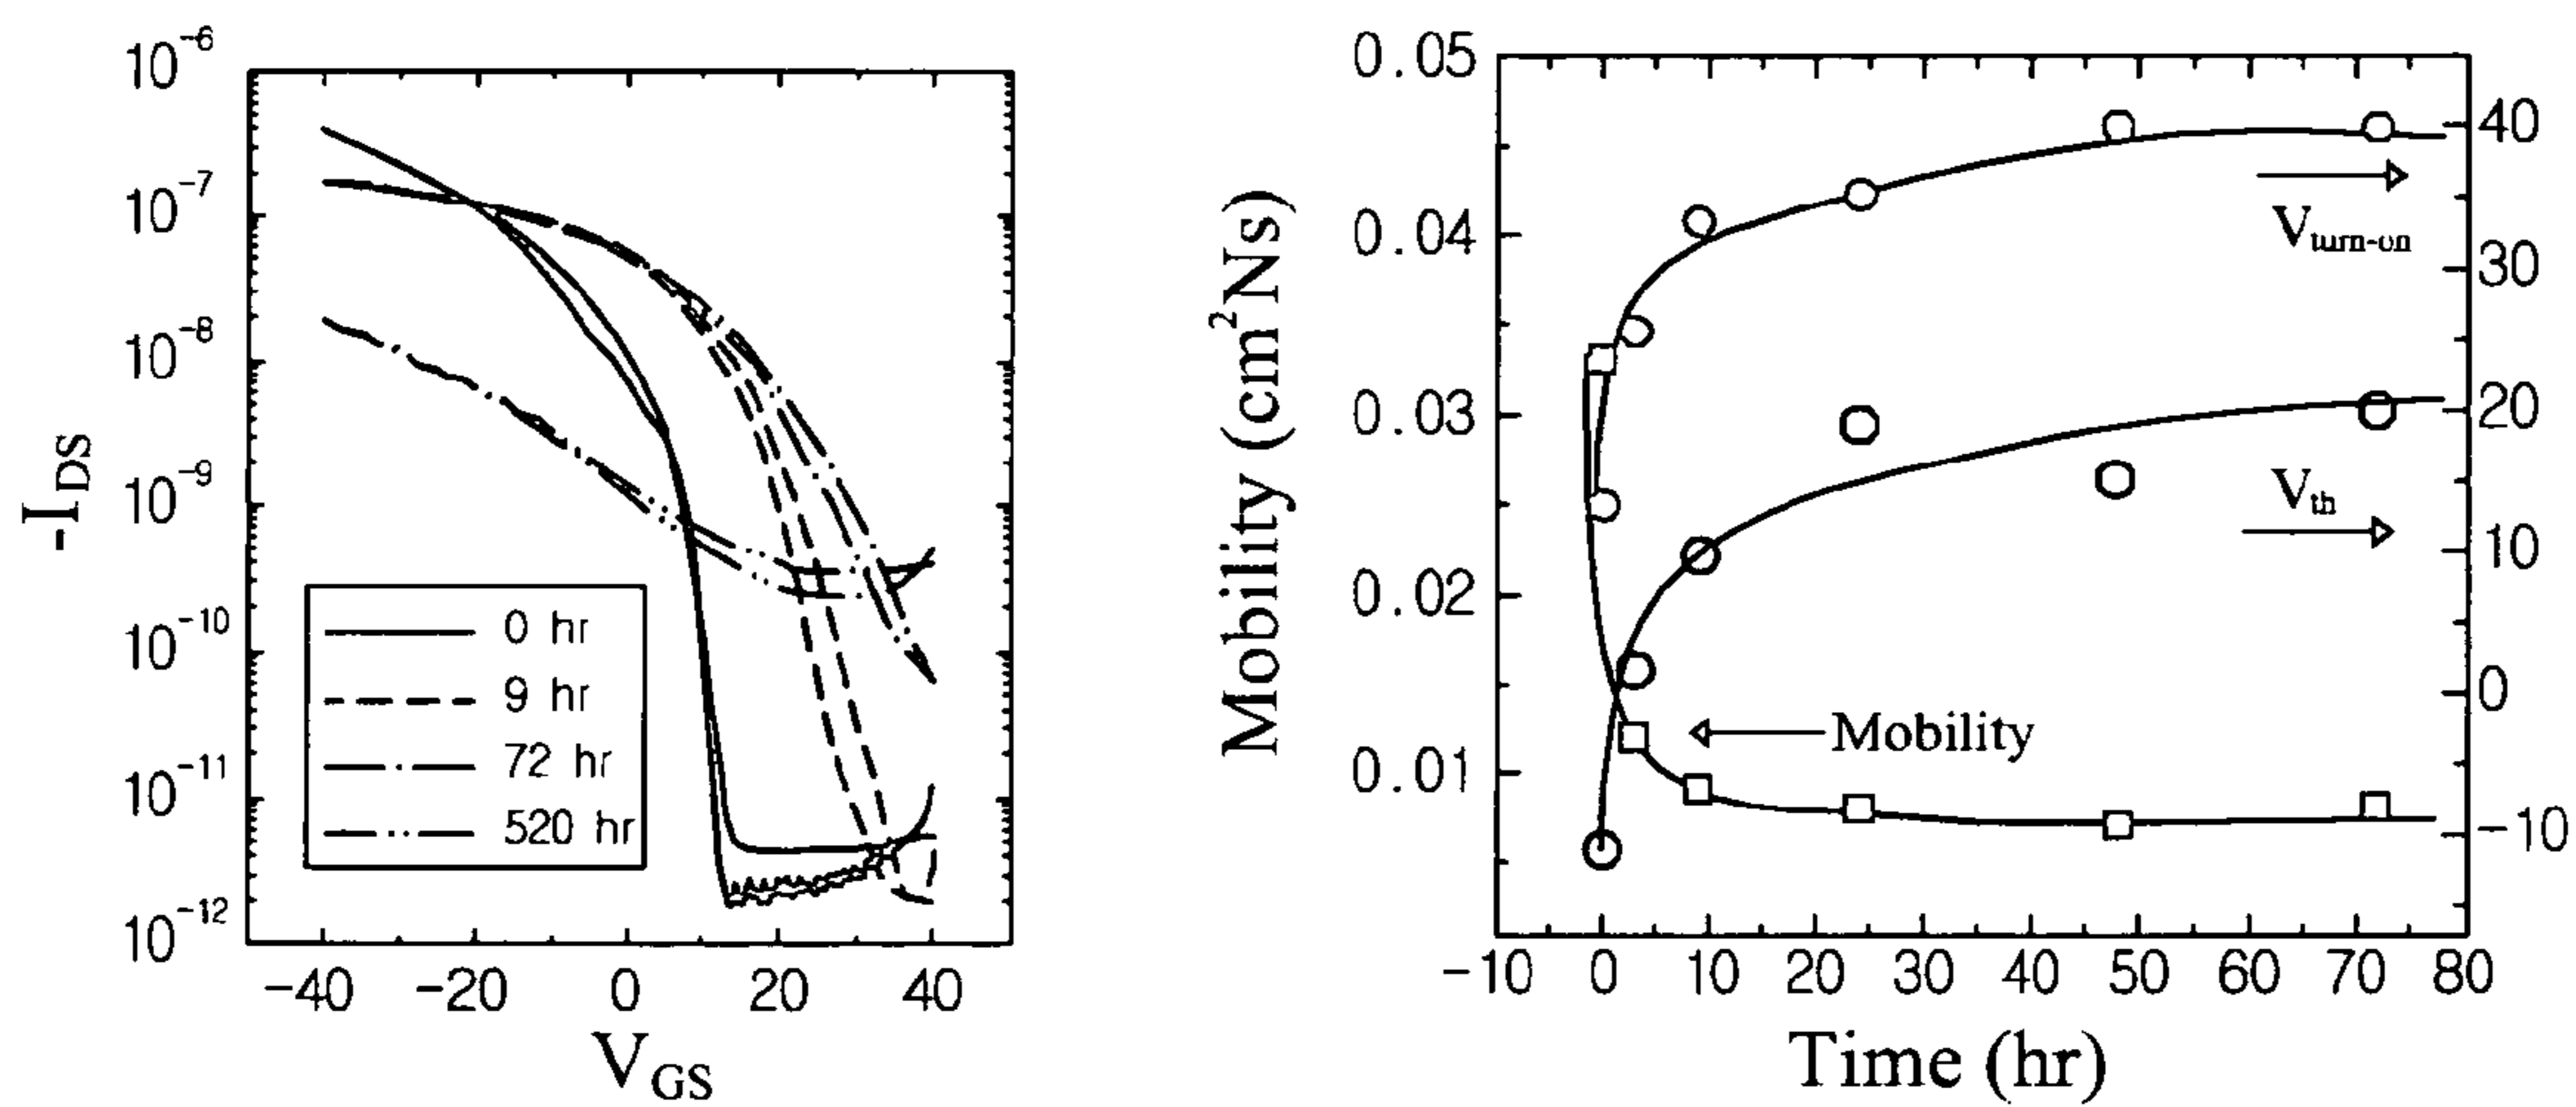 10⁻⁶
10⁻⁷
10⁻⁸
10⁻⁹
10⁻¹⁰
10⁻¹¹
10⁻¹²
-I_DS
0 hr
9 hr
72 hr
520 hr
-40 -20 0 20 40
V_GS
0.05
0.04
0.03
0.02
0.01
Mobility (cm²Ns)
40
30
20
10
0
-10
V_turn-on
V_th
Mobility
-10 0 10 20 30 40 50 60 70 80
Time (hr)